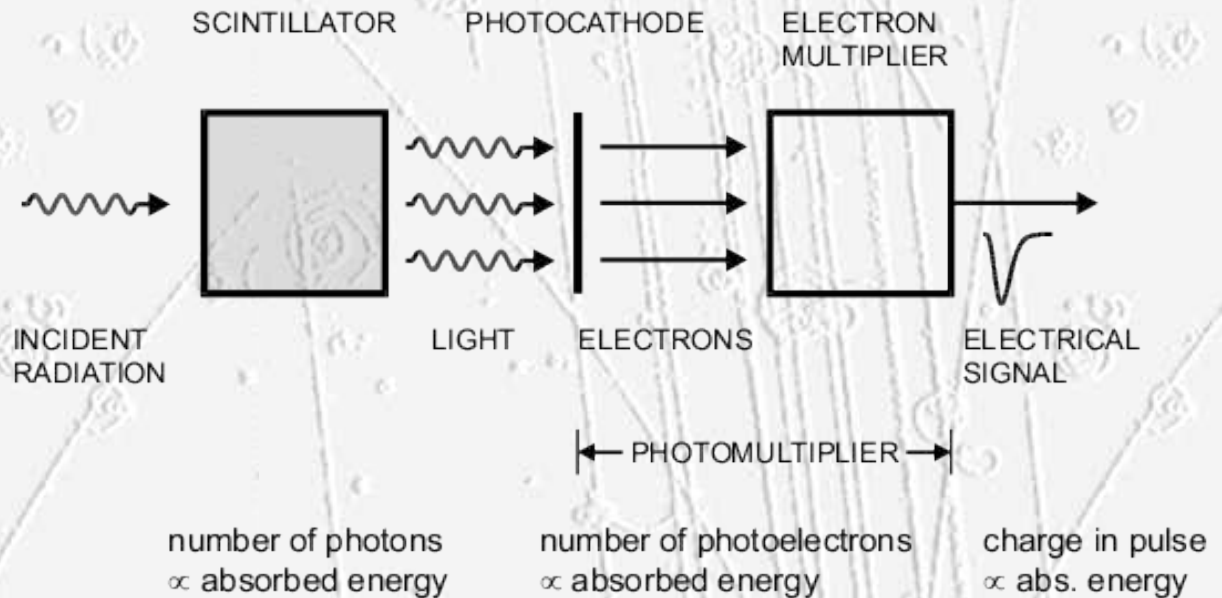 SCINTILLATOR
PHOTOCATHODE
ELECTRON
MULTIPLIER
INCIDENT
RADIATION
LIGHT
ELECTRONS
ELECTRICAL
SIGNAL
PHOTOMULTIPLIER
number of photons
∝ absorbed energy
number of photoelectrons
∝ absorbed energy
charge in pulse
∝ abs. energy